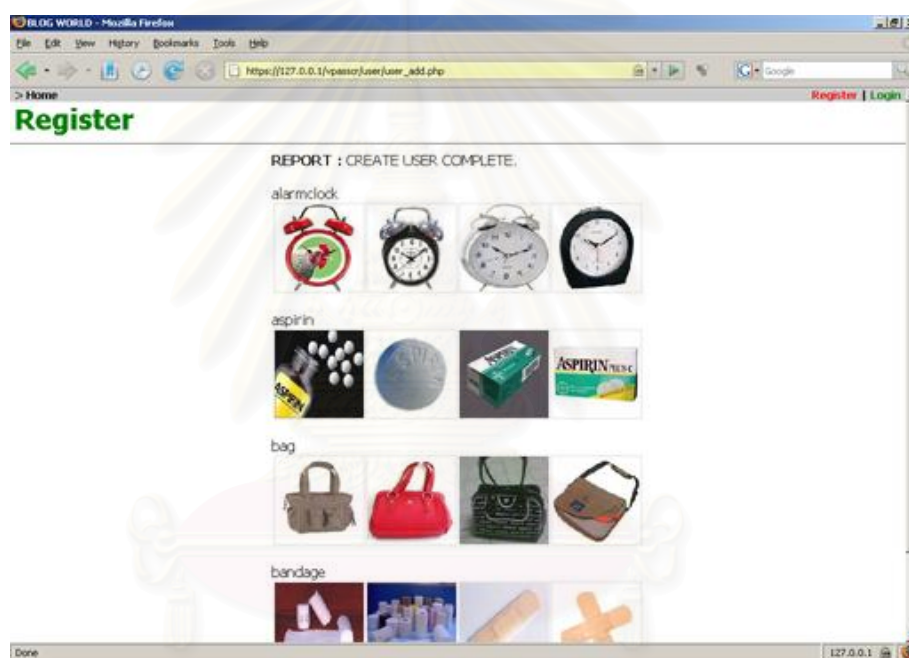 BLOG WORLD - Mozilla Firefox
File Edit View History Bookmarks Tools Help
https://127.0.0.1/vpasscr/user/user_add.php
Google
> Home
Register | Login
Register
REPORT : CREATE USER COMPLETE.
alarmclock
aspirin
ASPIRIN
ASPIRIN
ASPIRIN
bag
bandage
Done
127.0.0.1